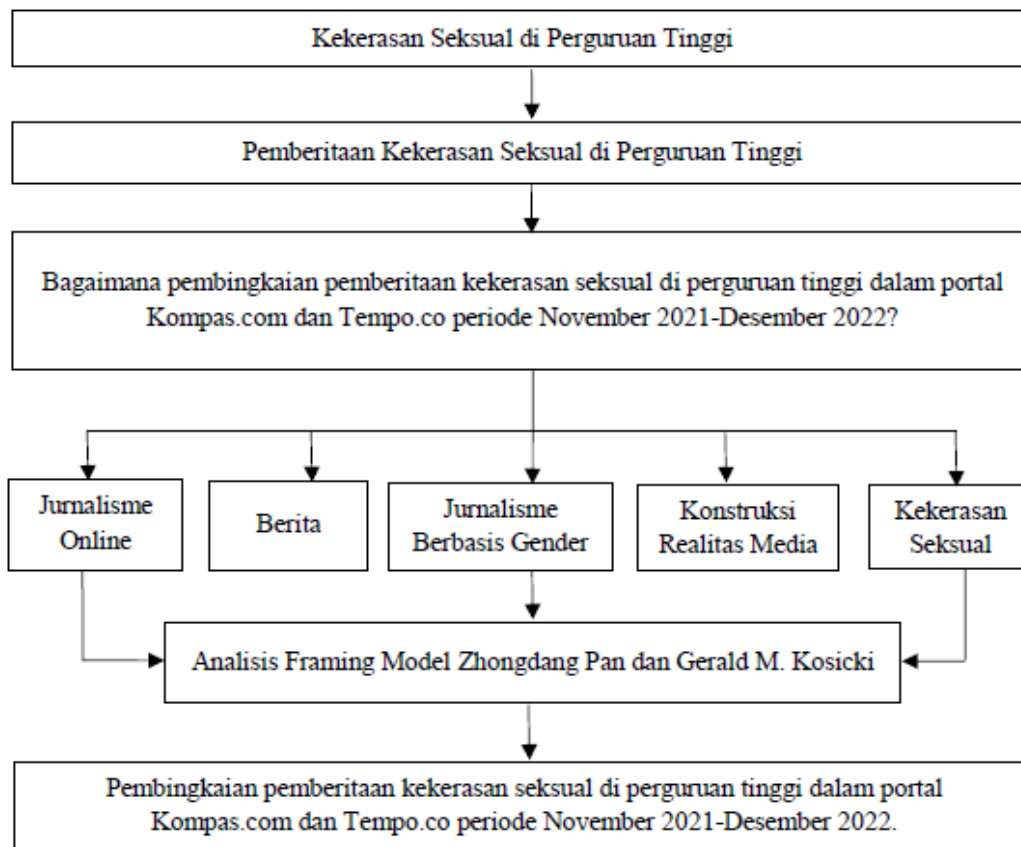 Kekerasan Seksual di Perguruan Tinggi
Pemberitaan Kekerasan Seksual di Perguruan Tinggi
Bagaimana pembingkaian pemberitaan kekerasan seksual di perguruan tinggi dalam portal
Kompas.com dan Tempo.co periode November 2021-Desember 2022?
Jurnalisme
Online
Berita
Jurnalisme
Berbasis Gender
Konstruksi
Realitas Media
Kekerasan
Seksual
Analisis Framing Model Zhongdang Pan dan Gerald M. Kosicki
Pembingkaian pemberitaan kekerasan seksual di perguruan tinggi dalam portal
Kompas.com dan Tempo.co periode November 2021-Desember 2022.